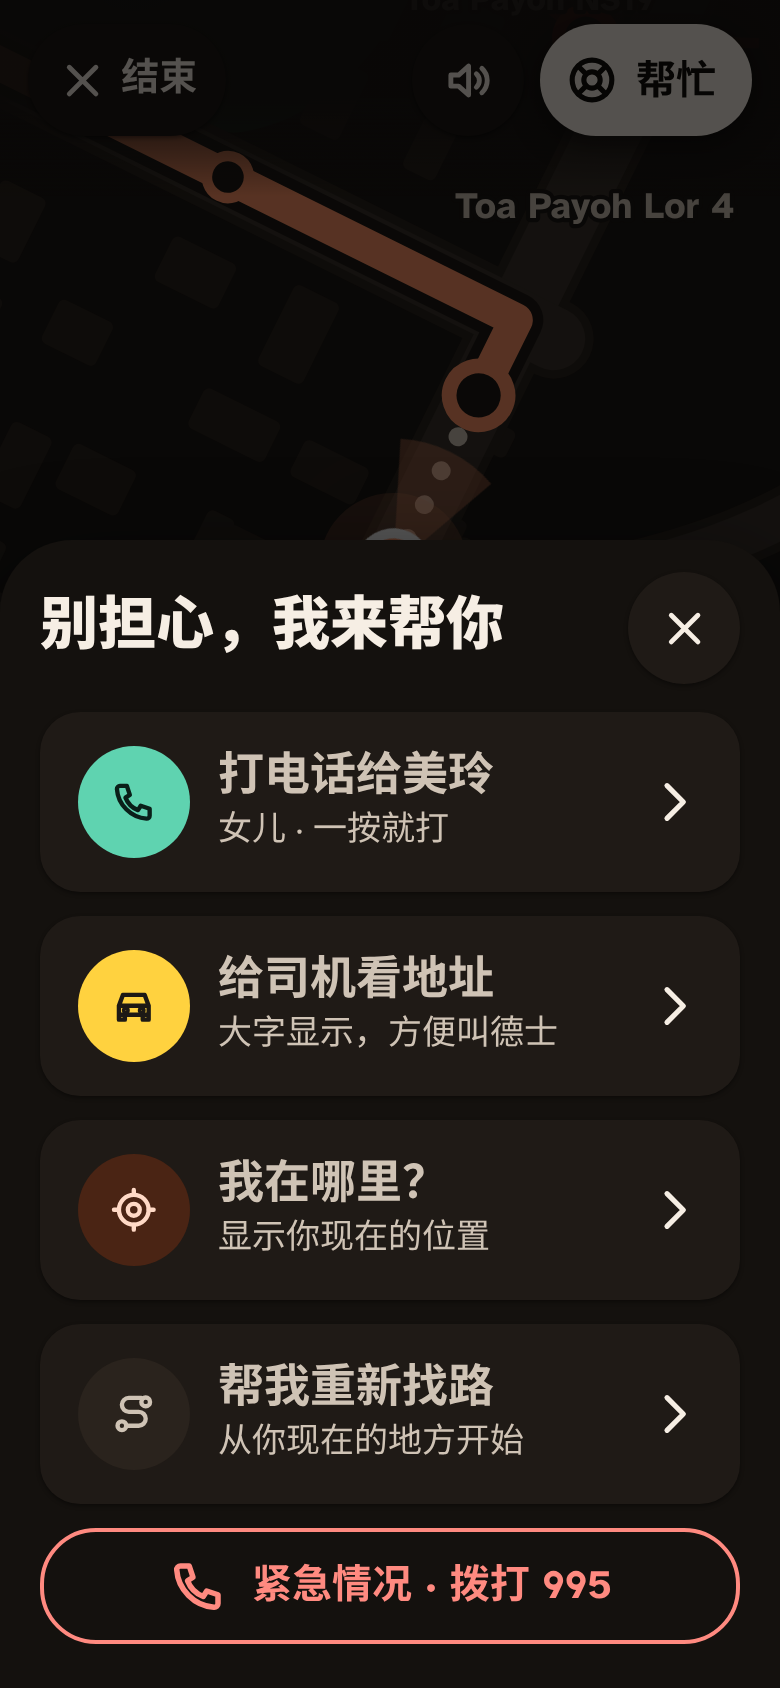 Toa Payoh NS19
结束
帮忙
Toa Payoh Lor 4
别担心，我来帮你
打电话给美玲
女儿 · 一按就打
给司机看地址
大字显示，方便叫德士
我在哪里？
显示你现在的位置
帮我重新找路
从你现在的地方开始
紧急情况 · 拨打 995